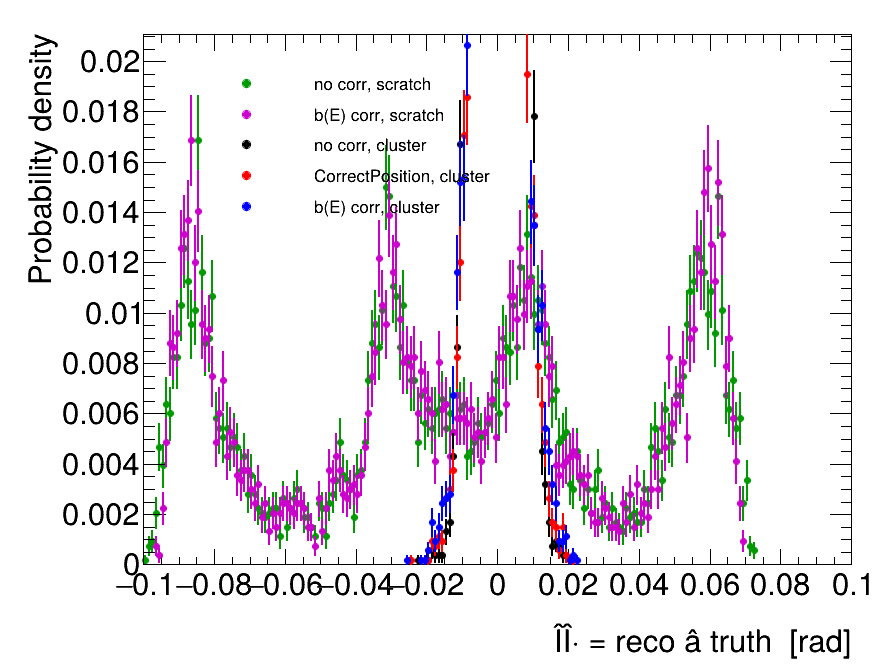 Probability density
0.02
0.018
0.016
0.014
0.012
0.01
0.008
0.006
0.004
0.002
0
no corr, scratch
b(E) corr, scratch
no corr, cluster
CorrectPosition, cluster
b(E) corr, cluster
−0.1 −0.08 −0.06 −0.04 −0.02 0 0.02 0.04 0.06 0.08 0.1
ÎÎ· = reco â truth [rad]